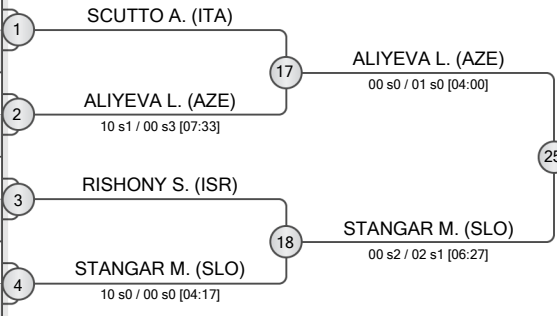 SCUTTO A. (ITA)
1
17
ALIYEVA L. (AZE)
00 s0 / 01 s0 [04:00]
ALIYEVA L. (AZE)
2
10 s1 / 00 s3 [07:33]
25
RISHONY S. (ISR)
3
18
STANGAR M. (SLO)
00 s2 / 02 s1 [06:27]
STANGAR M. (SLO)
4
10 s0 / 00 s0 [04:17]